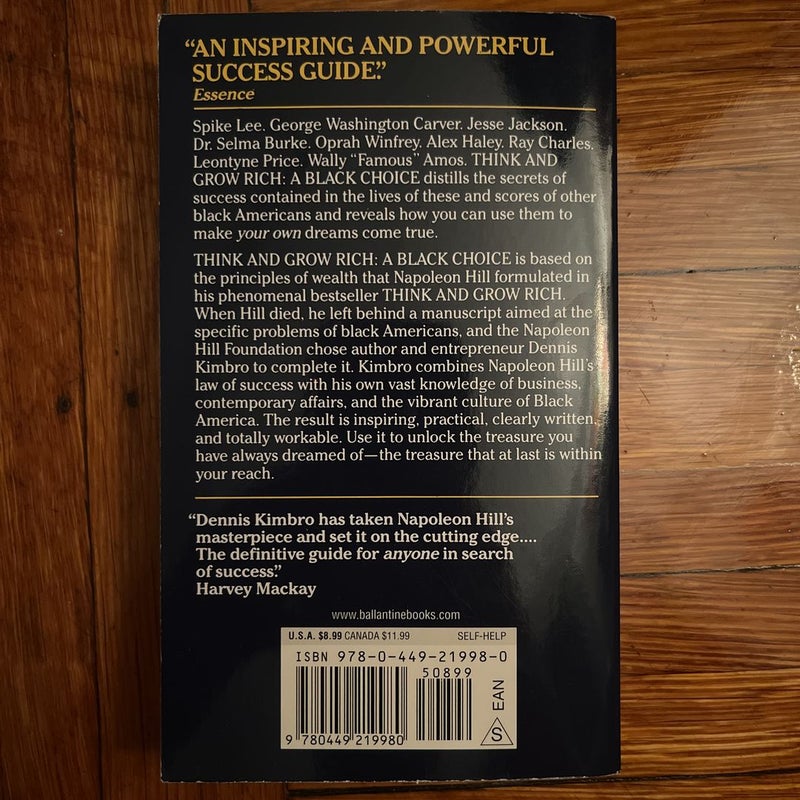 “AN INSPIRING AND POWERFUL
SUCCESS GUIDE.”
Essence
Spike Lee. George Washington Carver. Jesse Jackson.
Dr. Selma Burke. Oprah Winfrey. Alex Haley. Ray Charles.
Leontyne Price. Wally “Famous” Amos. THINK AND
GROW RICH: A BLACK CHOICE distills the secrets of
success contained in the lives of these and scores of other
black Americans and reveals how you can use them to
make your own dreams come true.
THINK AND GROW RICH: A BLACK CHOICE is based on
the principles of wealth that Napoleon Hill formulated in
his phenomenal bestseller THINK AND GROW RICH.
When Hill died, he left behind a manuscript aimed at the
specific problems of black Americans, and the Napoleon
Hill Foundation chose author and entrepreneur Dennis
Kimbro to complete it. Kimbro combines Napoleon Hill’s
law of success with his own vast knowledge of business,
contemporary affairs, and the vibrant culture of Black
America. The result is inspiring, practical, clearly written,
and totally workable. Use it to unlock the treasure you
have always dreamed of—the treasure that at last is within
your reach.
“Dennis Kimbro has taken Napoleon Hill’s
masterpiece and set it on the cutting edge....
The definitive guide for anyone in search
of success.”
Harvey Mackay
www.ballantinebooks.com
U.S.A. $8.99 CANADA $11.99 SELF-HELP
ISBN 978-0-449-21998-0
50899
9 780449 219980
EAN
S